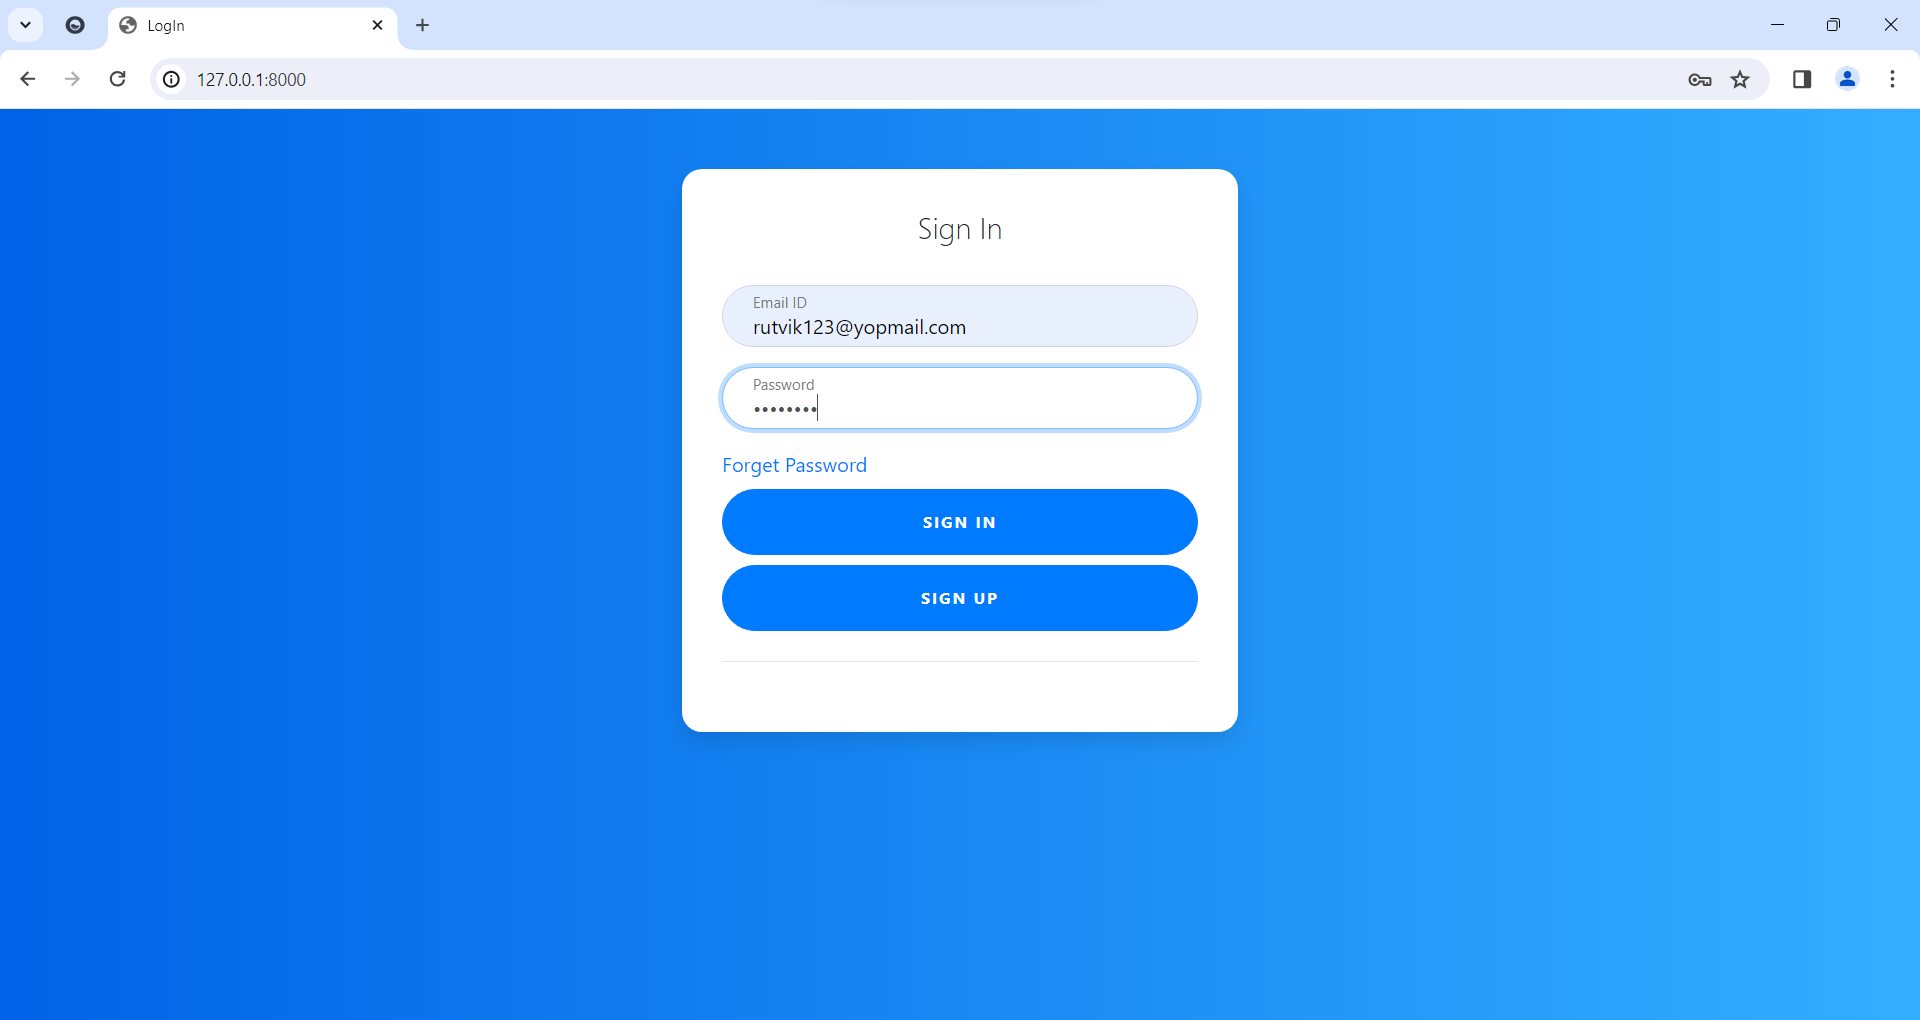 LogIn
127.0.0.1:8000
Sign In
Email ID
rutvik123@yopmail.com
Password
••••••••
Forget Password
SIGN IN
SIGN UP